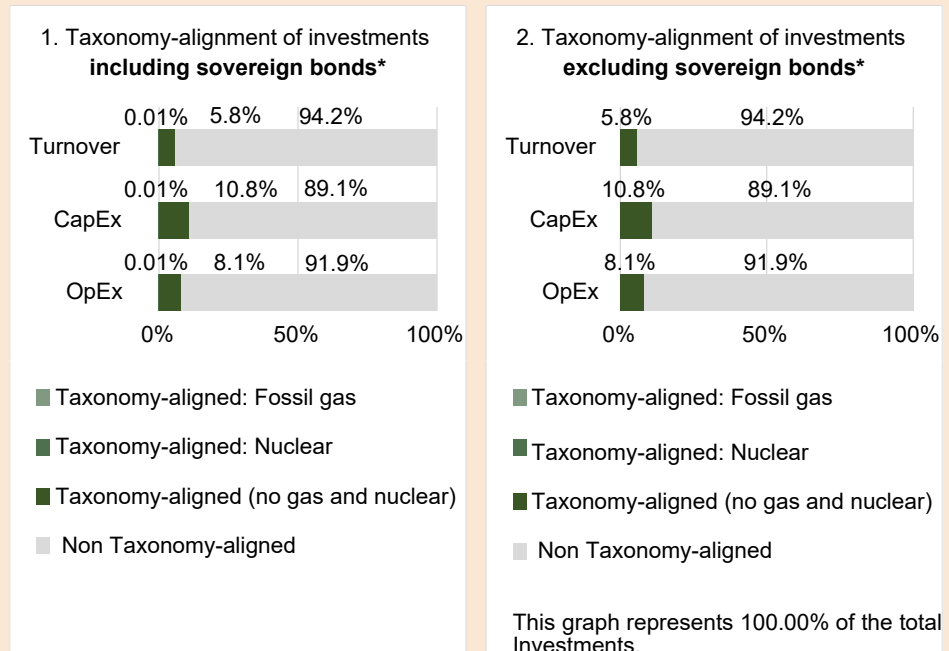 1. Taxonomy-alignment of investments
including sovereign bonds*
0.01% 5.8% 94.2%
Turnover
0.01% 10.8% 89.1%
CapEx
0.01% 8.1% 91.9%
OpEx
0% 50% 100%
Taxonomy-aligned: Fossil gas
Taxonomy-aligned: Nuclear
Taxonomy-aligned (no gas and nuclear)
Non Taxonomy-aligned
2. Taxonomy-alignment of investments
excluding sovereign bonds*
5.8% 94.2%
Turnover
10.8% 89.1%
CapEx
8.1% 91.9%
OpEx
0% 50% 100%
Taxonomy-aligned: Fossil gas
Taxonomy-aligned: Nuclear
Taxonomy-aligned (no gas and nuclear)
Non Taxonomy-aligned
This graph represents 100.00% of the total
Investments.